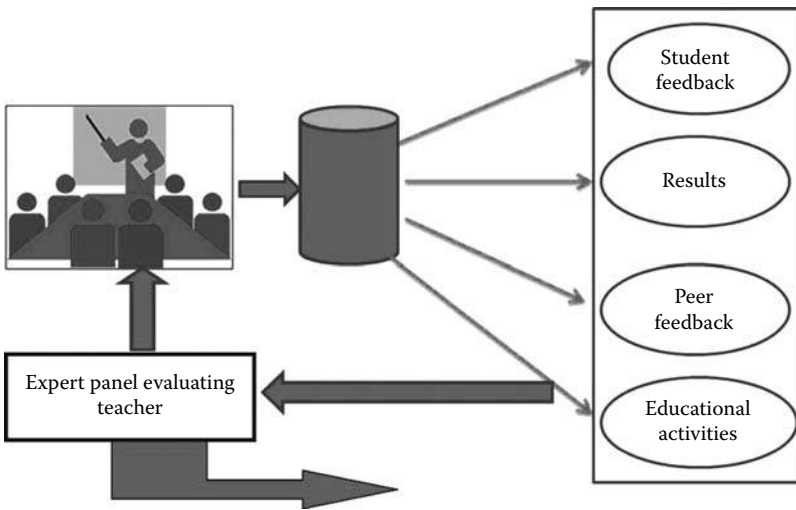 Student
feedback
Results
Peer
feedback
Expert panel evaluating
teacher
Educational
activities